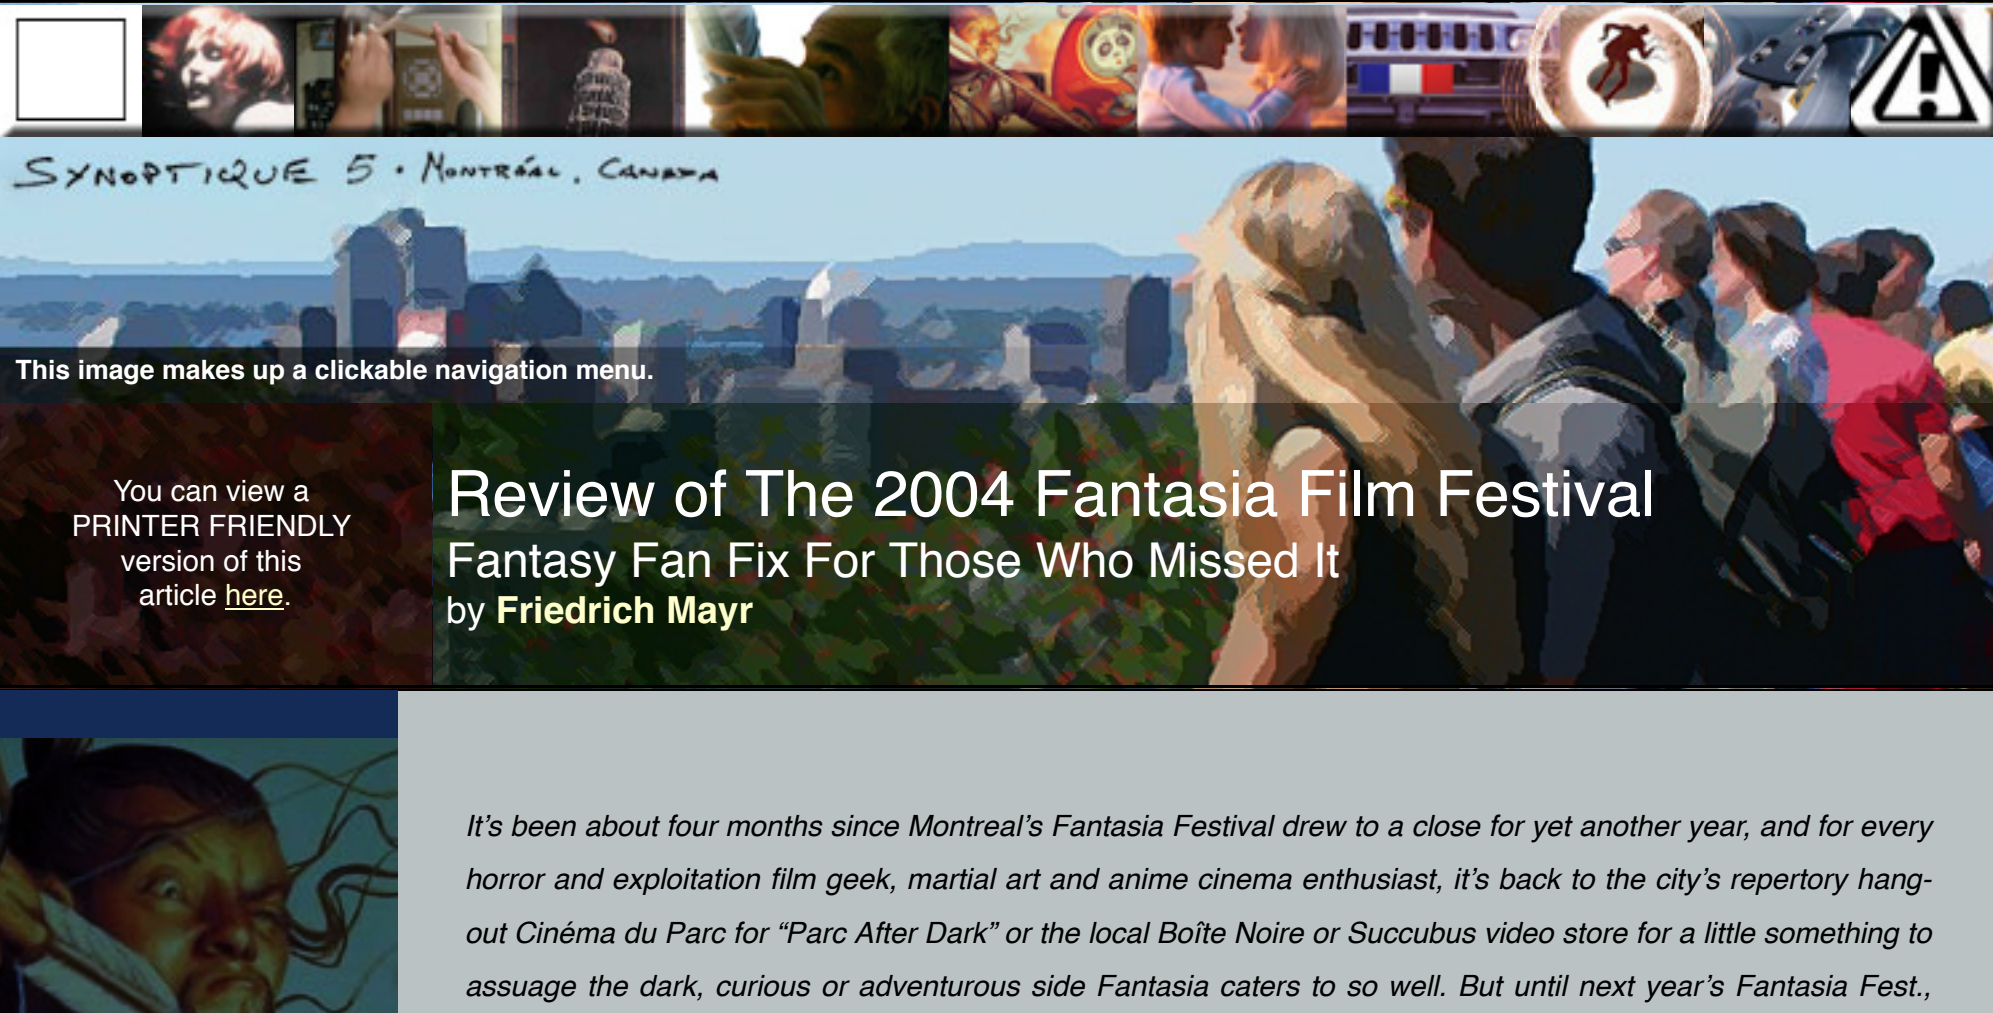 SYNOPTIQUE 5 · MONTRÉAL, CANADA
This image makes up a clickable navigation menu.
You can view a
PRINTER FRIENDLY
version of this
article here.
Review of The 2004 Fantasia Film Festival
Fantasy Fan Fix For Those Who Missed It
by Friedrich Mayr
It’s been about four months since Montreal’s Fantasia Festival drew to a close for yet another year, and for every
horror and exploitation film geek, martial art and anime cinema enthusiast, it’s back to the city’s repertory hang-
out Cinéma du Parc for “Parc After Dark” or the local Boîte Noire or Succubus video store for a little something to
assuage the dark, curious or adventurous side Fantasia caters to so well. But until next year’s Fantasia Fest.,